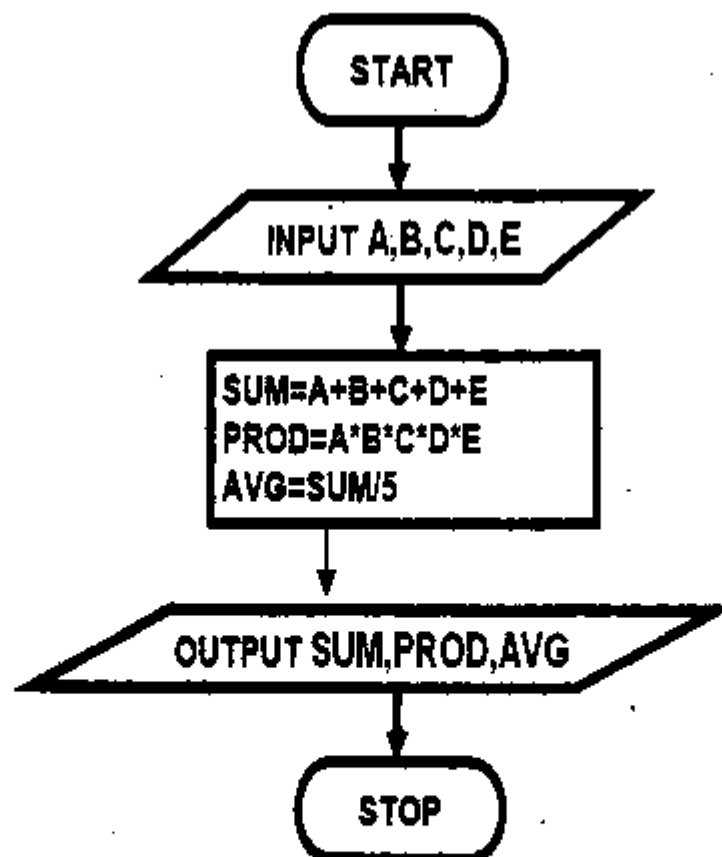 START
INPUT A,B,C,D,E
SUM=A+B+C+D+E
PROD=A*B*C*D*E
AVG=SUM/5
OUTPUT SUM,PROD,AVG
STOP